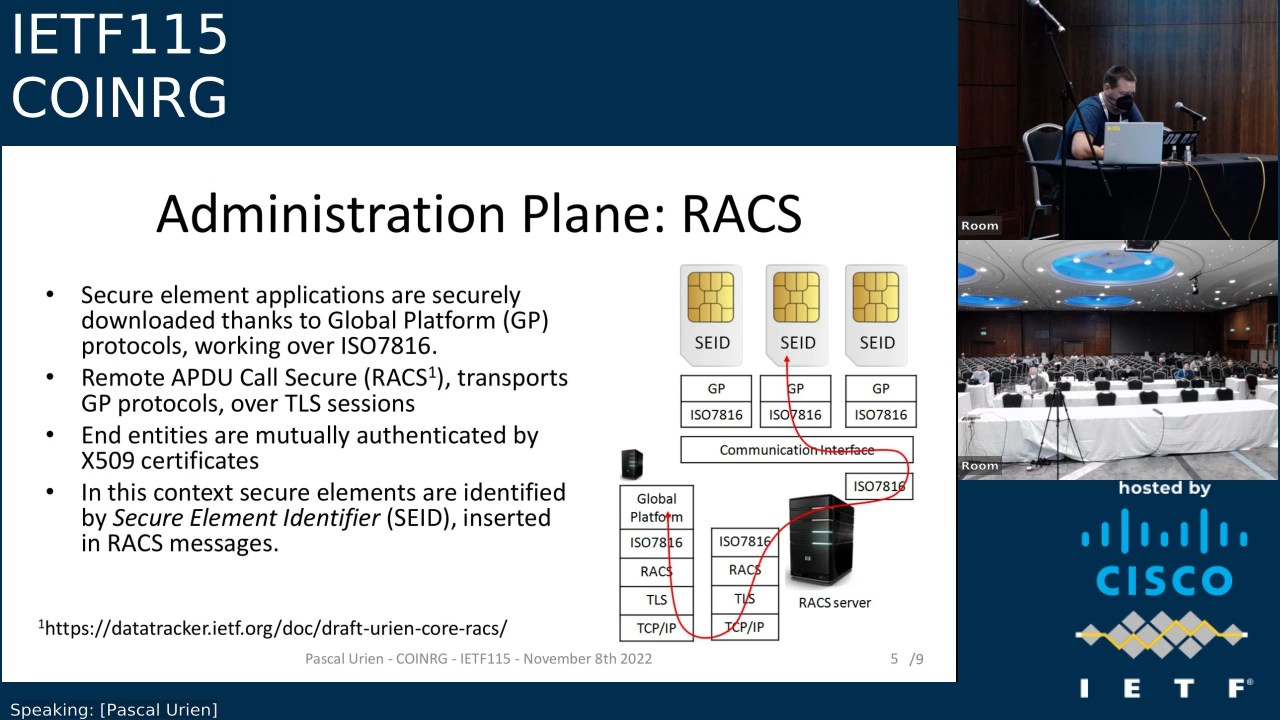 IETF115
COINRG
Administration Plane: RACS
• Secure element applications are securely
downloaded thanks to Global Platform (GP)
protocols, working over ISO7816.
• Remote APDU Call Secure (RACS¹), transports
GP protocols, over TLS sessions
• End entities are mutually authenticated by
X509 certificates
• In this context secure elements are identified
by Secure Element Identifier (SEID), inserted
in RACS messages.
¹https://datatracker.ietf.org/doc/draft-urien-core-racs/
SEID SEID SEID
GP GP GP
ISO7816 ISO7816 ISO7816
Communication Interface
ISO7816
Global
Platform
ISO7816 ISO7816
RACS RACS
TLS TLS
TCP/IP TCP/IP
RACS server
Pascal Urien - COINRG - IETF115 - November 8th 2022
5 /9
Room
Room
hosted by
CISCO
I E T F®
Speaking: [Pascal Urien]